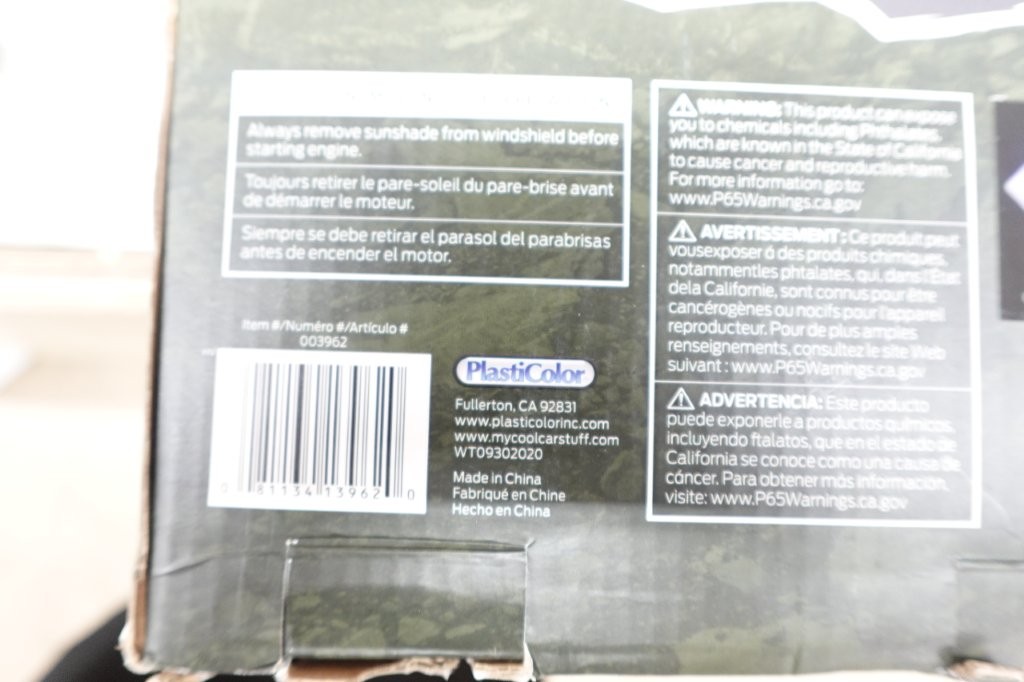 Always remove sunshade from windshield before
starting engine.
Toujours retirer le pare-soleil du pare-brise avant
de démarrer le moteur.
Siempre se debe retirar el parasol del parabrisas
antes de encender el motor.
Item #/Numéro #/Artículo #
003962
0 81134 13962 0
PlastiColor
Fullerton, CA 92831
www.plasticolorinc.com
www.mycoolcarstuff.com
WT09302020
Made in China
Fabriqué en Chine
Hecho en China
WARNING: This product can expose
you to chemicals including Phthalates,
which are known in the State of California
to cause cancer and reproductive harm.
For more information go to:
www.P65Warnings.ca.gov
AVERTISSEMENT: Ce produit peut
vousexposer à des produits chimiques,
notammentles phtalates, qui, dans l'État
dela Californie, sont connus pour être
cancérogènes ou nocifs pour l'appareil
reproducteur. Pour de plus amples
renseignements, consultez le site Web
suivant : www.P65Warnings.ca.gov
ADVERTENCIA: Este producto
puede exponerle a productos químicos,
incluyendo ftalatos, que en el estado de
California se conoce como una causa de
cáncer. Para obtener más información,
visite: www.P65Warnings.ca.gov